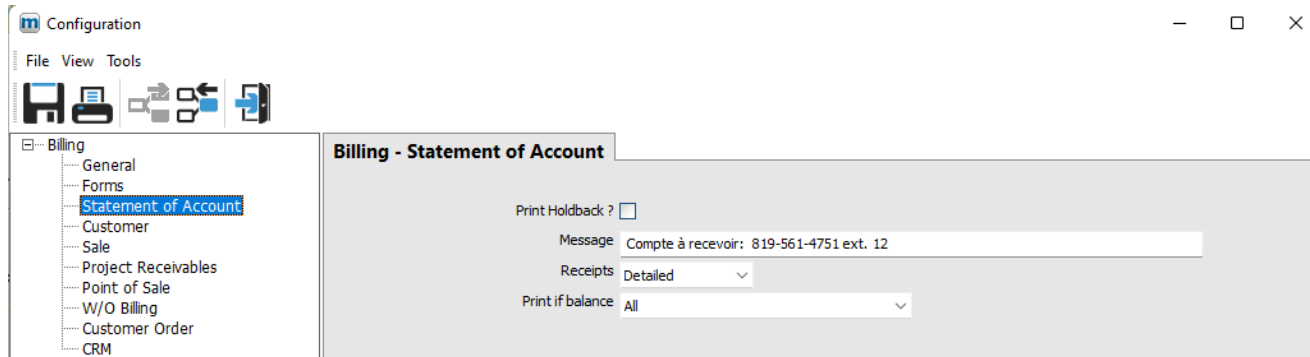 m Configuration
File View Tools
Billing
General
Forms
Statement of Account
Customer
Sale
Project Receivables
Point of Sale
W/O Billing
Customer Order
CRM
Billing - Statement of Account
Print Holdback ?
Message Compte à recevoir: 819-561-4751 ext. 12
Receipts Detailed
Print if balance All